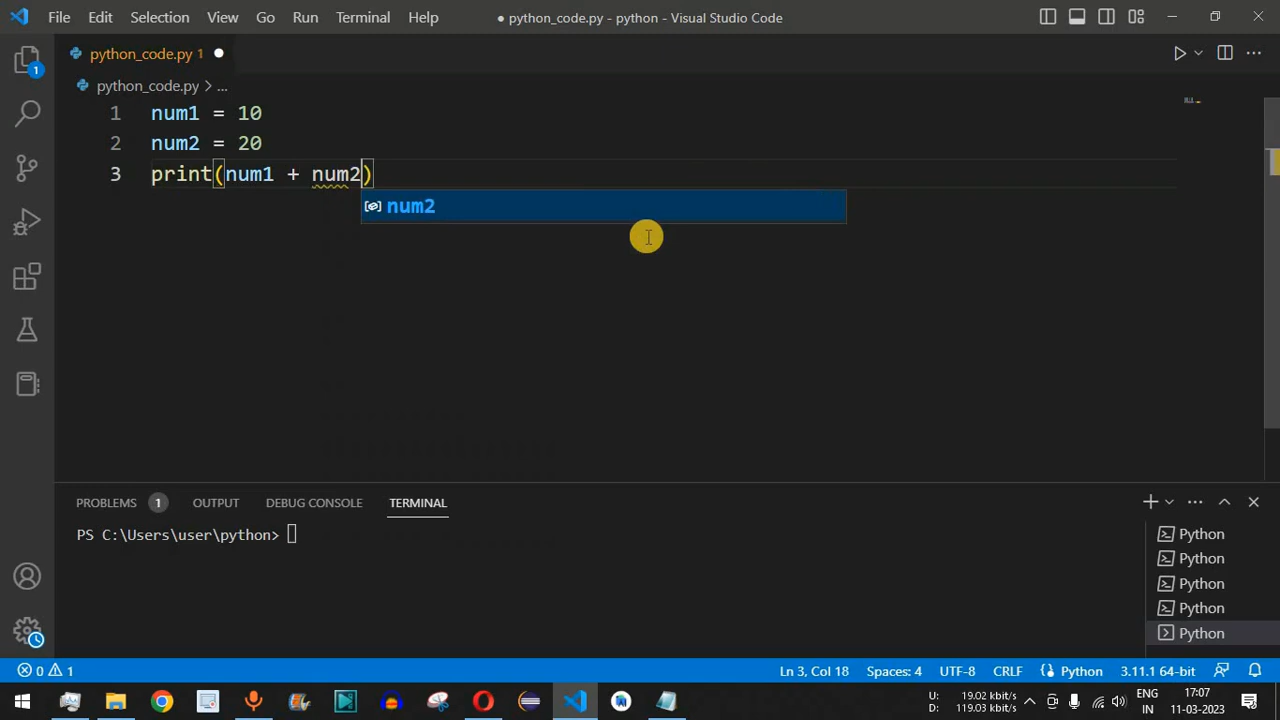 File Edit Selection View Go Run Terminal Help ● python_code.py - python - Visual Studio Code
python_code.py 1 ●
python_code.py > ...
1 num1 = 10
2 num2 = 20
3 print(num1 + num2)
num2
1
PROBLEMS 1 OUTPUT DEBUG CONSOLE TERMINAL
PS C:\Users\user\python>
Python
Python
Python
Python
Python
0 1 Ln 3, Col 18 Spaces: 4 UTF-8 CRLF Python 3.11.1 64-bit
U: 19.02 kbit/s ENG 17:07
D: 119.03 kbit/s IN 11-03-2023